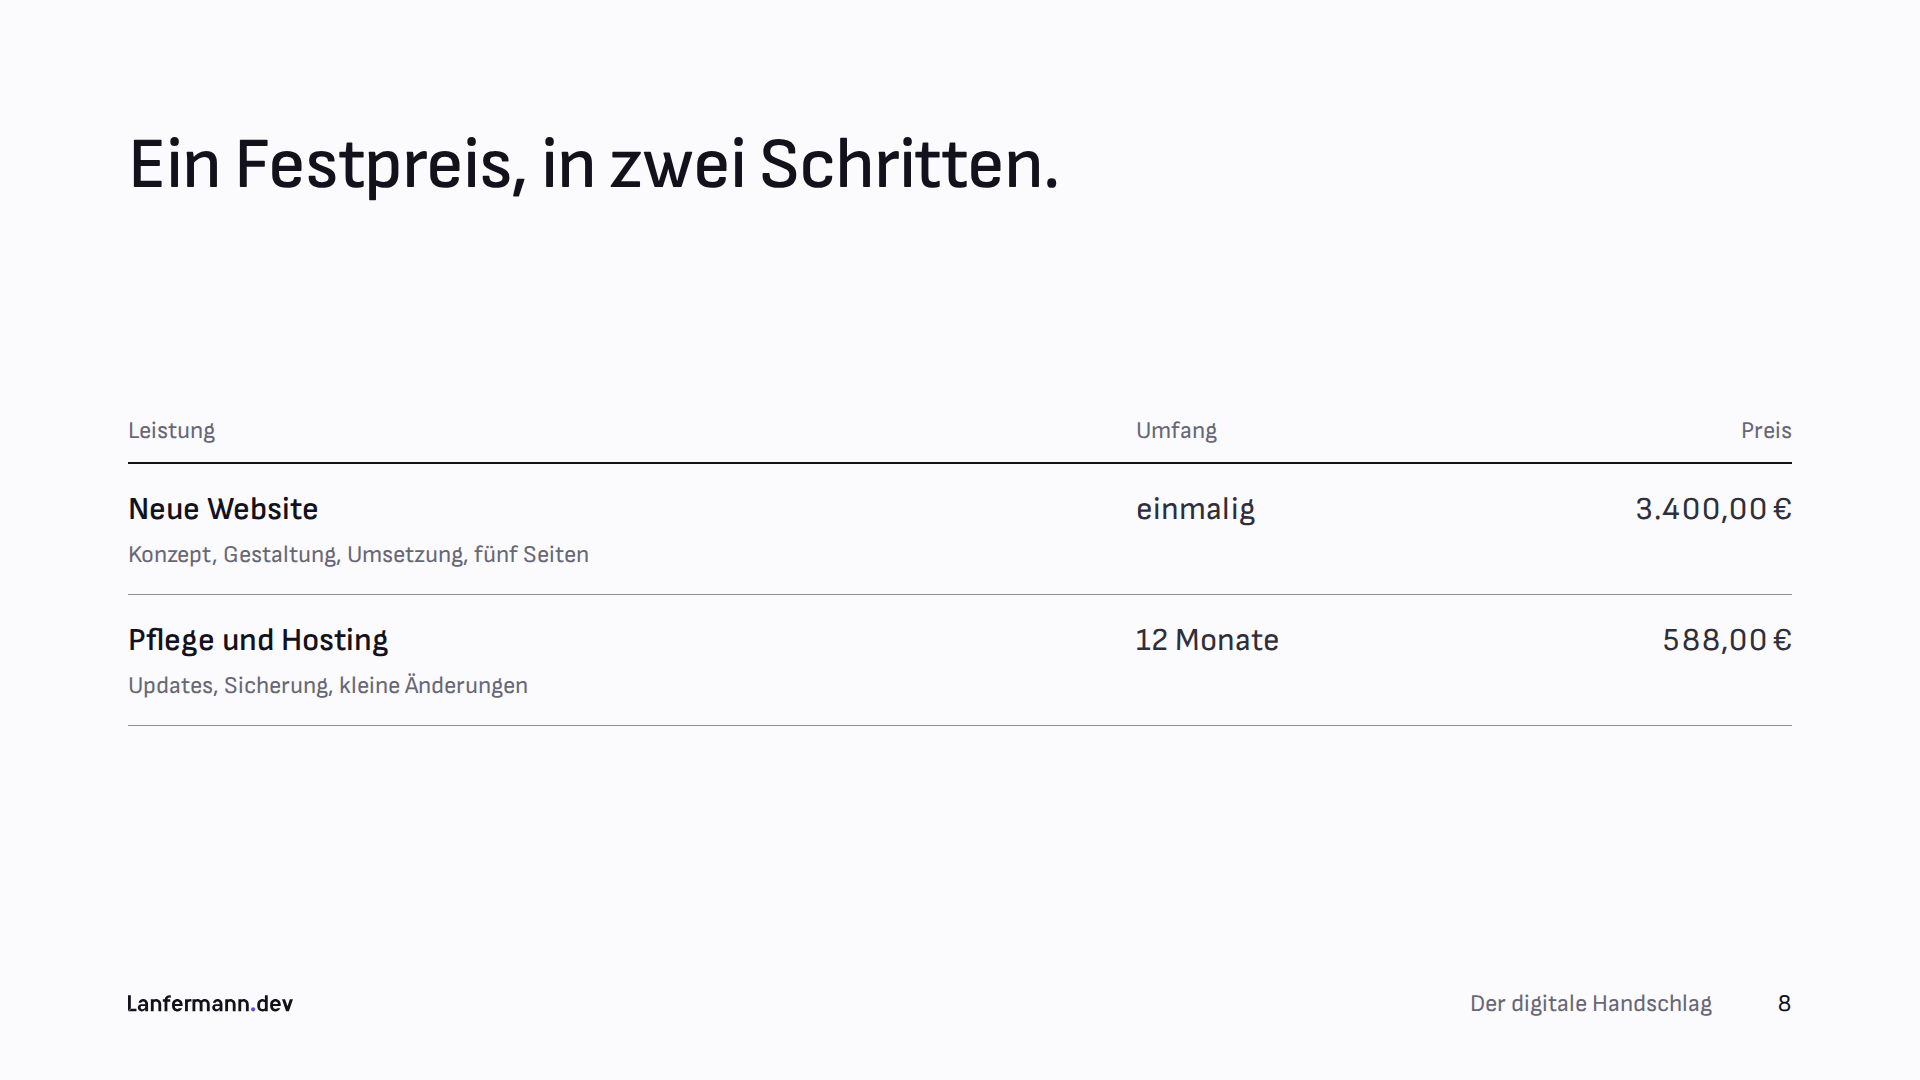 Ein Festpreis, in zwei Schritten.
Leistung Umfang Preis
Neue Website einmalig 3.400,00 €
Konzept, Gestaltung, Umsetzung, fünf Seiten
Pflege und Hosting 12 Monate 588,00 €
Updates, Sicherung, kleine Änderungen
Lanfermann.dev Der digitale Handschlag 8